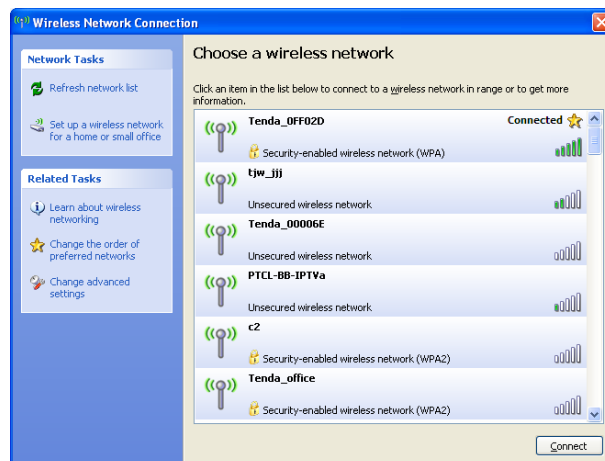 Wireless Network Connection
Network Tasks
Refresh network list
Set up a wireless network
for a home or small office
Related Tasks
Learn about wireless
networking
Change the order of
preferred networks
Change advanced
settings
Choose a wireless network
Click an item in the list below to connect to a wireless network in range or to get more
information.
Tenda_0FF02D Connected
Security-enabled wireless network (WPA)
tjw_jjj
Unsecured wireless network
Tenda_00006E
Unsecured wireless network
PTCL-BB-IPTVa
Unsecured wireless network
c2
Security-enabled wireless network (WPA2)
Tenda_office
Security-enabled wireless network (WPA2)
Connect